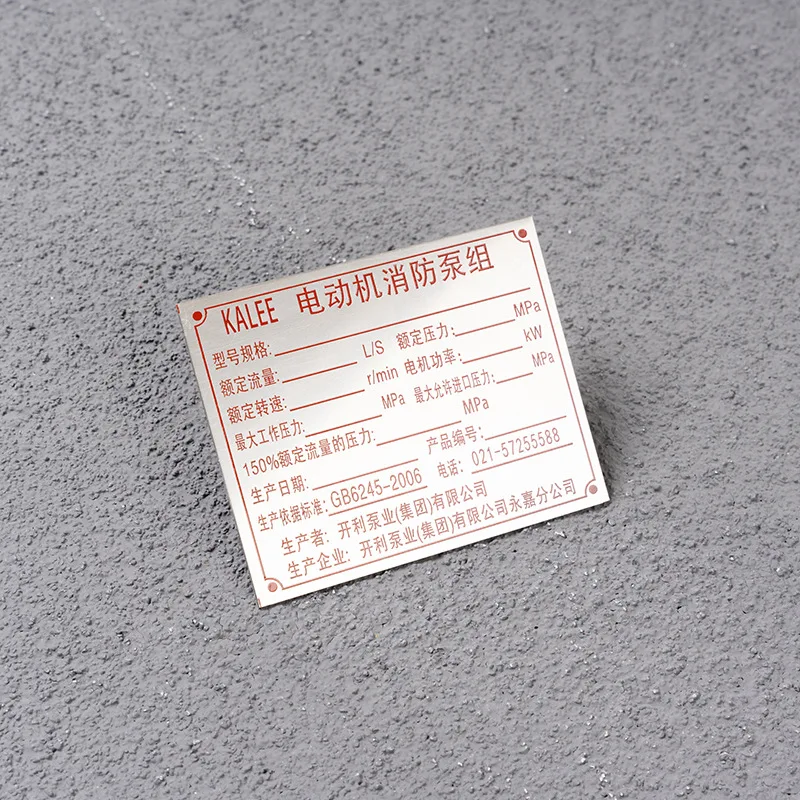 KALEE 电动机消防泵组
型号规格:
额定流量: L/S 额定压力: MPa
额定转速: r/min 电机功率: kW
最大工作压力: MPa 最大允许进口压力: MPa
150%额定流量的压力: MPa
生产日期: 产品编号:
生产依据标准: GB6245-2006 电话: 021-57255588
生产者: 开利泵业(集团)有限公司
生产企业: 开利泵业(集团)有限公司永嘉分公司